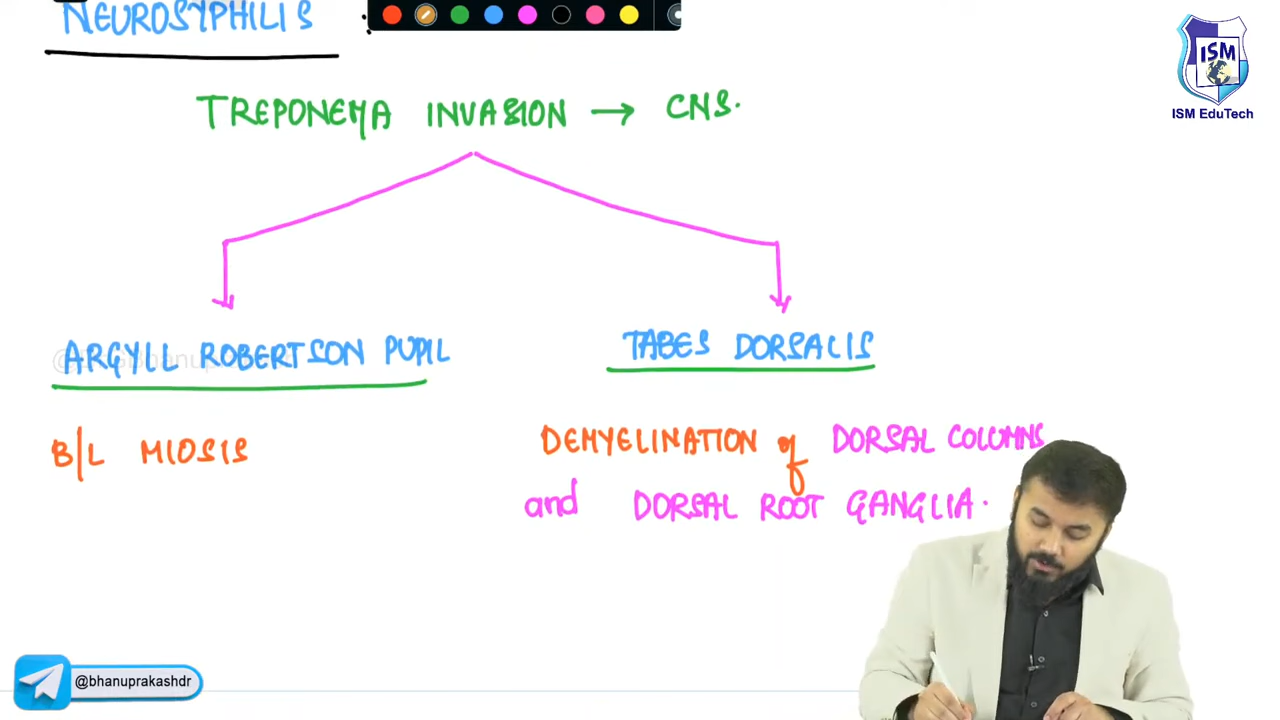 NEUROSYPHILIS
ISM
ISM EduTech
TREPONEMA INVASION → CNS.
ARGYLL ROBERTSON PUPIL
TABES DORSALIS
B/L MIOSIS
DEMYELINATION of DORSAL COLUMNS
and DORSAL ROOT GANGLIA.
@bhanuprakashdr